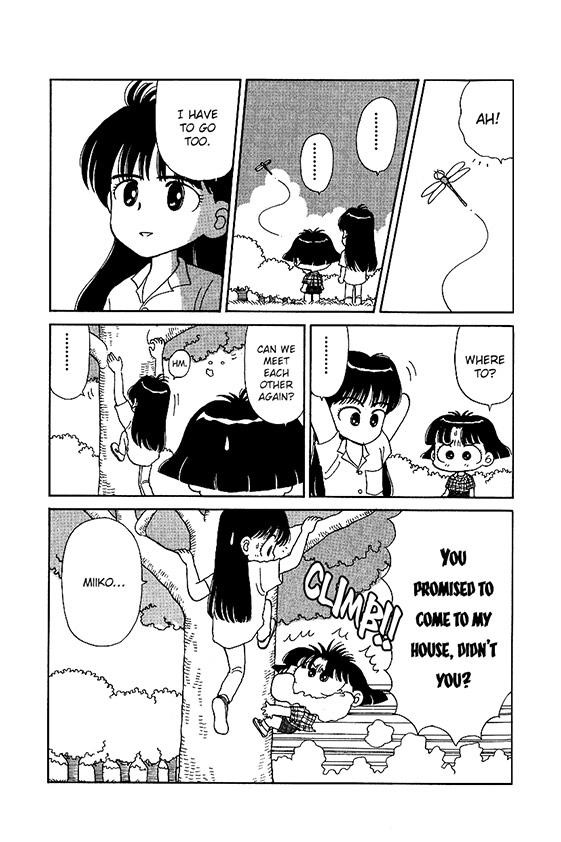 AH!
........
........
I HAVE
TO GO
TOO.
WHERE
TO?
........
CAN WE
MEET
EACH
OTHER
AGAIN?
HM.
........
YOU
PROMISED TO
COME TO MY
HOUSE, DIDN'T
YOU?
CLIMB!!
MIIKO...